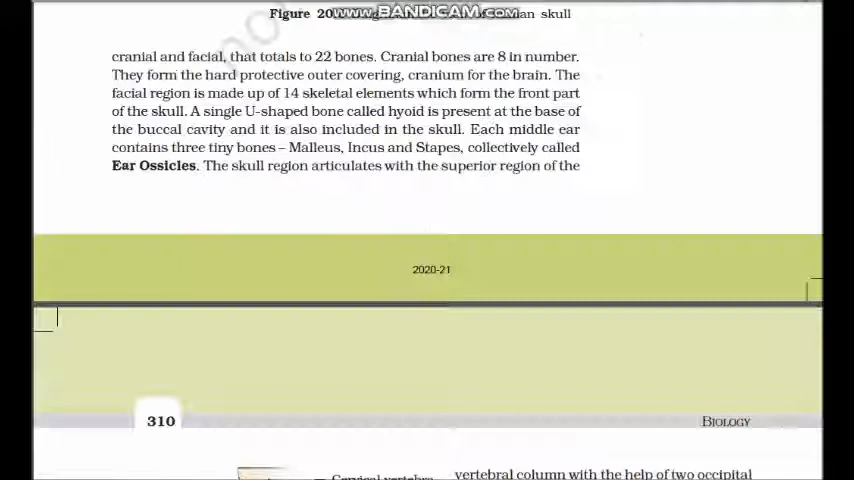 www.BANDICAM.com
Figure 20 an skull
cranial and facial, that totals to 22 bones. Cranial bones are 8 in number.
They form the hard protective outer covering, cranium for the brain. The
facial region is made up of 14 skeletal elements which form the front part
of the skull. A single U-shaped bone called hyoid is present at the base of
the buccal cavity and it is also included in the skull. Each middle ear
contains three tiny bones – Malleus, Incus and Stapes, collectively called
Ear Ossicles. The skull region articulates with the superior region of the
2020-21
310
BIOLOGY
Cervical vertebra
vertebral column with the help of two occipital